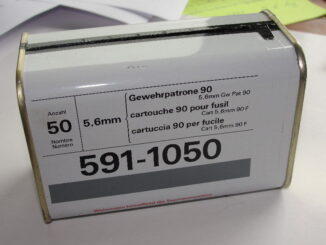 Anzahl
50
Nombre
Numero
5,6mm
Gewehrpatrone 90
5,6mm Gw Pat 90
cartouche 90 pour fusil
Cart 5,6mm 90 F
cartuccia 90 per fucile
Cart 5,6mm 90 F
591-1050